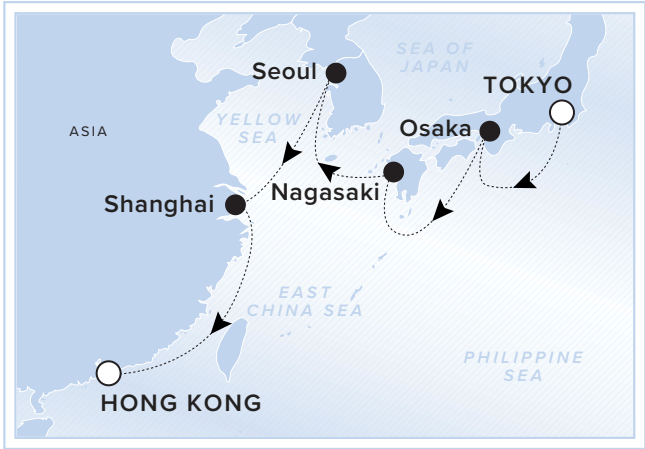 SEA OF
JAPAN
Seoul
TOKYO
YELLOW
SEA
ASIA
Osaka
Nagasaki
Shanghai
EAST
CHINA SEA
PHILIPPINE
SEA
HONG KONG